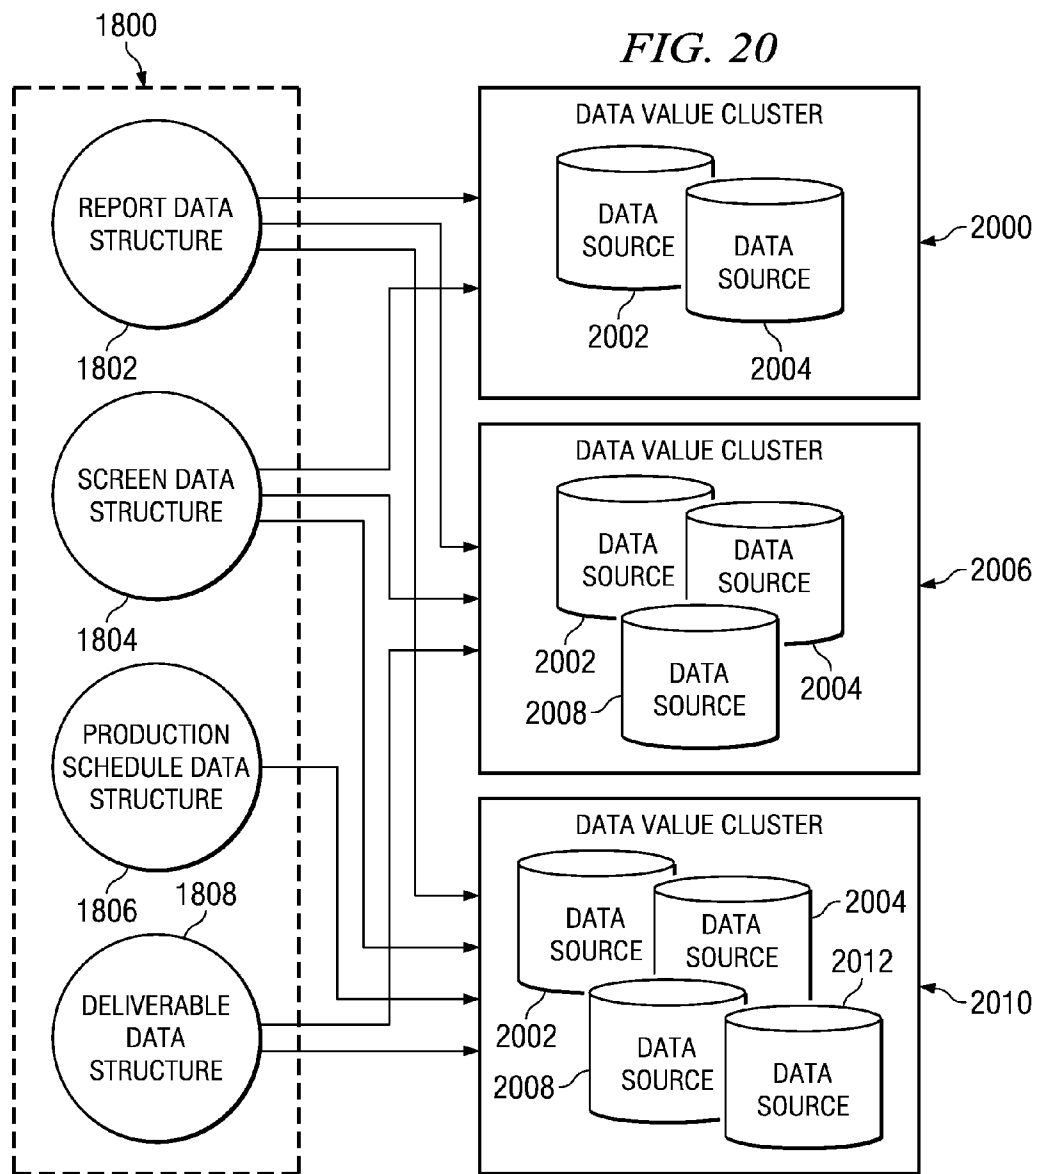 1800
FIG. 20
REPORT DATA
STRUCTURE
1802
SCREEN DATA
STRUCTURE
1804
PRODUCTION
SCHEDULE DATA
STRUCTURE
1806
1808
DELIVERABLE
DATA
STRUCTURE
DATA VALUE CLUSTER
DATA
SOURCE
DATA
SOURCE
2002
2004
2000
DATA VALUE CLUSTER
DATA
SOURCE
DATA
SOURCE
2002
2004
DATA
SOURCE
2008
2006
DATA VALUE CLUSTER
DATA
SOURCE
DATA
SOURCE
2004
2012
2002
DATA
SOURCE
2008
DATA
SOURCE
2010